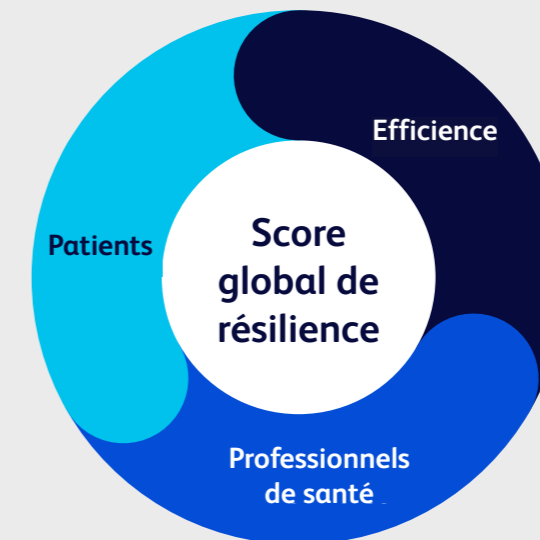 Efficience
Patients
Score
global de
résilience
Professionnels
de santé